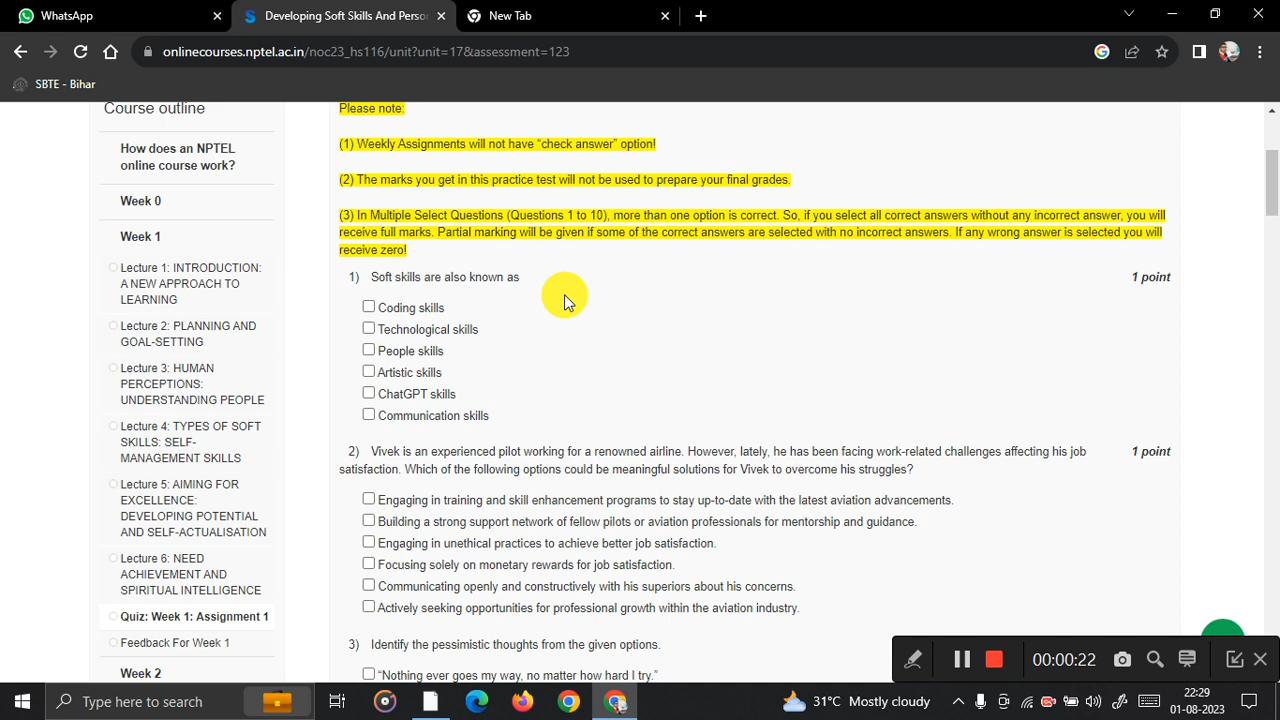 WhatsApp
Developing Soft Skills And Perso
New Tab
onlinecourses.nptel.ac.in/noc23_hs116/unit?unit=17&assessment=123
SBTE - Bihar
Course outline
How does an NPTEL
online course work?
Week 0
Week 1
Lecture 1: INTRODUCTION:
A NEW APPROACH TO
LEARNING
Lecture 2: PLANNING AND
GOAL-SETTING
Lecture 3: HUMAN
PERCEPTIONS:
UNDERSTANDING PEOPLE
Lecture 4: TYPES OF SOFT
SKILLS: SELF-
MANAGEMENT SKILLS
Lecture 5: AIMING FOR
EXCELLENCE:
DEVELOPING POTENTIAL
AND SELF-ACTUALISATION
Lecture 6: NEED
ACHIEVEMENT AND
SPIRITUAL INTELLIGENCE
Quiz: Week 1: Assignment 1
Feedback For Week 1
Week 2
Please note:
(1) Weekly Assignments will not have “check answer” option!
(2) The marks you get in this practice test will not be used to prepare your final grades.
(3) In Multiple Select Questions (Questions 1 to 10), more than one option is correct. So, if you select all correct answers without any incorrect answer, you will
receive full marks. Partial marking will be given if some of the correct answers are selected with no incorrect answers. If any wrong answer is selected you will
receive zero!
1) Soft skills are also known as 1 point
Coding skills
Technological skills
People skills
Artistic skills
ChatGPT skills
Communication skills
2) Vivek is an experienced pilot working for a renowned airline. However, lately, he has been facing work-related challenges affecting his job 1 point
satisfaction. Which of the following options could be meaningful solutions for Vivek to overcome his struggles?
Engaging in training and skill enhancement programs to stay up-to-date with the latest aviation advancements.
Building a strong support network of fellow pilots or aviation professionals for mentorship and guidance.
Engaging in unethical practices to achieve better job satisfaction.
Focusing solely on monetary rewards for job satisfaction.
Communicating openly and constructively with his superiors about his concerns.
Actively seeking opportunities for professional growth within the aviation industry.
3) Identify the pessimistic thoughts from the given options.
“Nothing ever goes my way, no matter how hard I try.”
00:00:22
Type here to search
31°C Mostly cloudy
22:29
01-08-2023